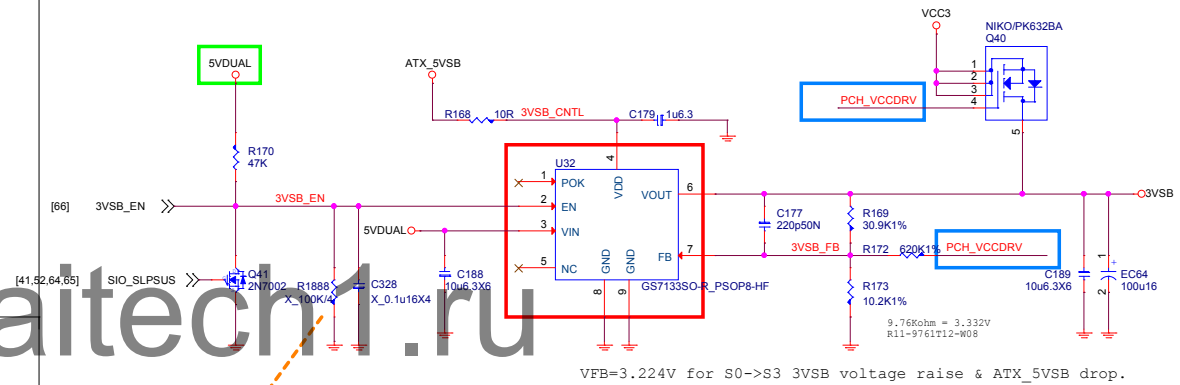 VCC3
NIKO/PK632BA
Q40
5VDUAL
ATX_5VSB
1
2
3
4
PCH_VCCDRV
5
R168
10R
3VSB_CNTL
C179
1u6.3
R170
47K
U32
4
1
POK
VDD
VOUT
6
3VSB
[66]
3VSB_EN
3VSB_EN
2
EN
C177
220p50N
R169
30.9K1%
5VDUAL
3
VIN
3VSB_FB
R172
620K1%
PCH_VCCDRV
5
NC
GND
GND
FB
7
[41,52,64,65]
SIO_SLPSUS
Q41
2N7002
R1888
X_100K/4
C328
X_0.1u16X4
C188
10u6.3X6
8
9
GS7133SO-R_PSOP8-HF
R173
10.2K1%
C189
10u6.3X6
1
+
2
EC64
100u16
aitech1.ru
9.76Kohm = 3.332V
R11-9761T12-W08
VFB=3.224V for S0->S3 3VSB voltage raise & ATX_5VSB drop.